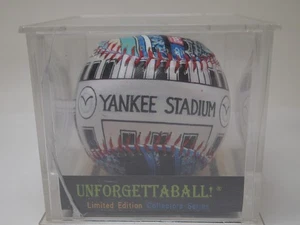 YANKEE STADIUM
UNFORGETTABALL!®
Limited Edition